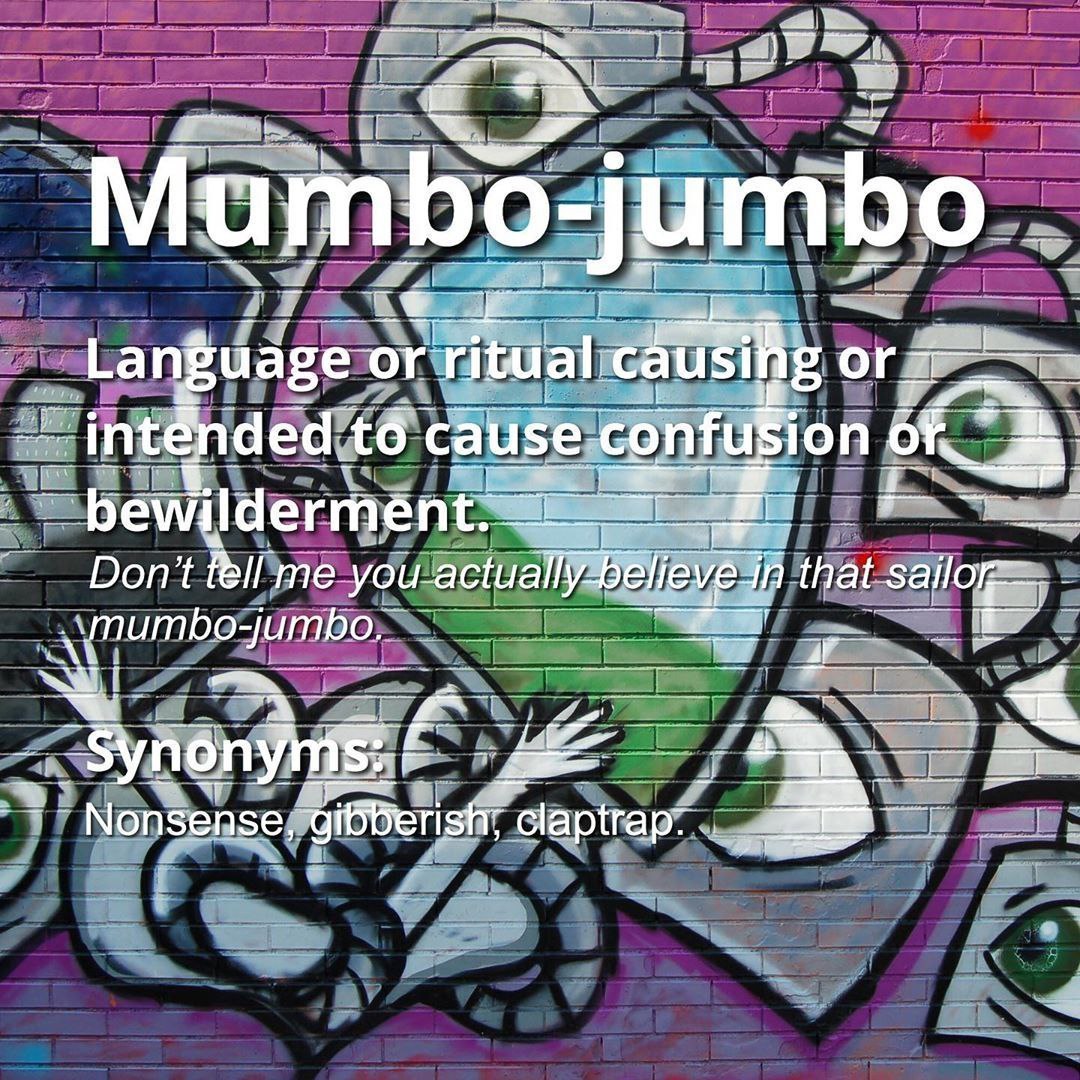 Mumbo-jumbo
Language or ritual causing or
intended to cause confusion or
bewilderment.
Don’t tell me you actually believe in that sailor
mumbo-jumbo.
Synonyms:
Nonsense, gibberish, claptrap.